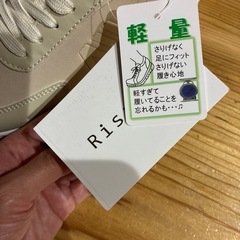 軽量
さりげなく
足にフィット
さりげない
履き心地
軽すぎて
履いてることを
忘れるかも・・・♫
Ris